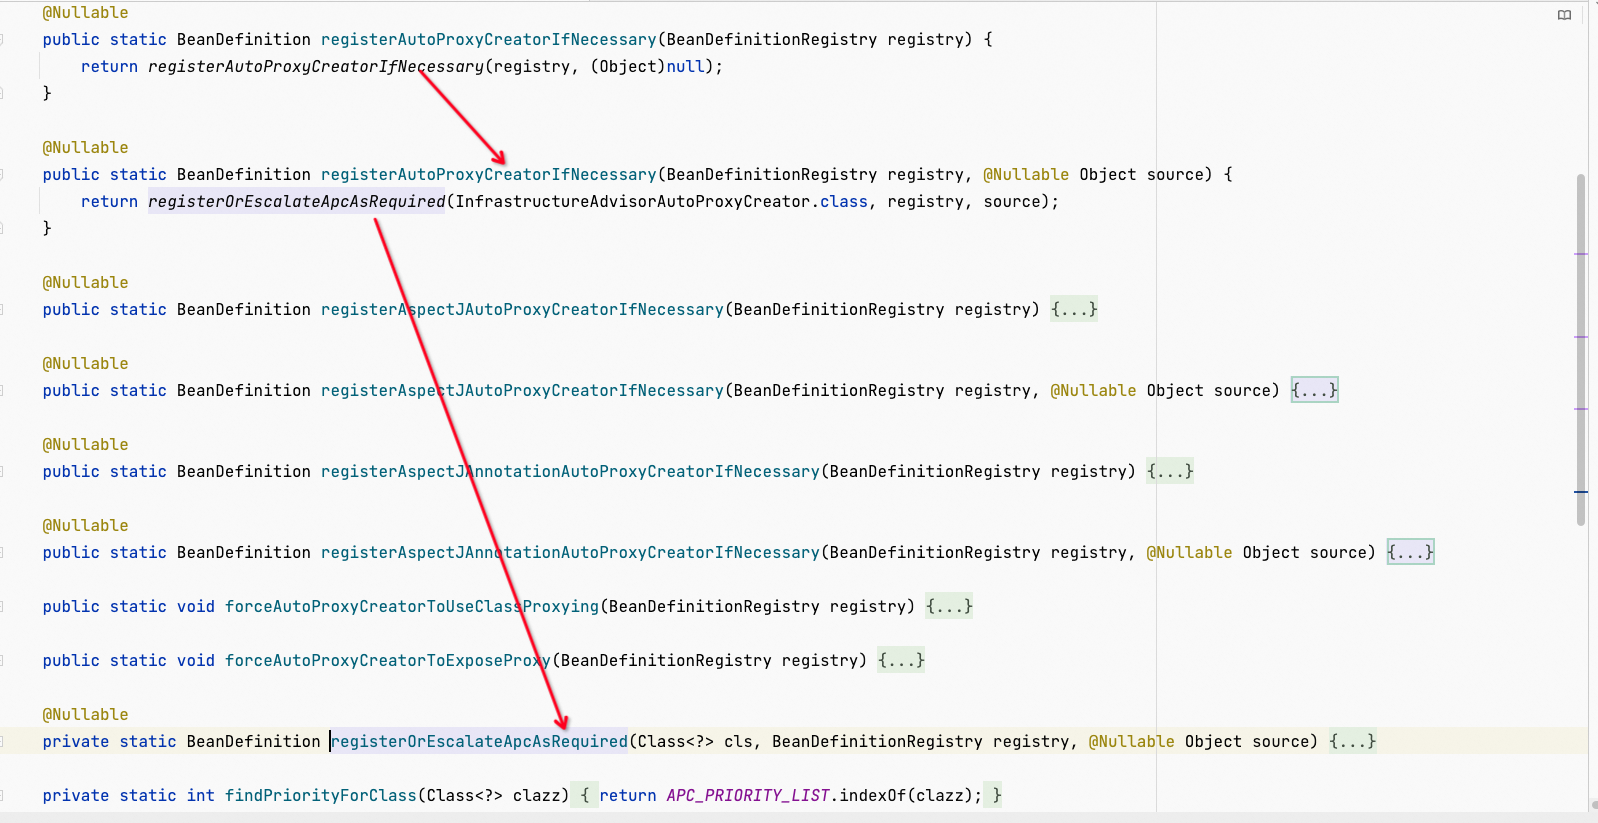 @Nullable
public static BeanDefinition registerAutoProxyCreatorIfNecessary(BeanDefinitionRegistry registry) {
    return registerAutoProxyCreatorIfNecessary(registry, (Object)null);
}
@Nullable
public static BeanDefinition registerAutoProxyCreatorIfNecessary(BeanDefinitionRegistry registry, @Nullable Object source) {
    return registerOrEscalateApcAsRequired(InfrastructureAdvisorAutoProxyCreator.class, registry, source);
}
@Nullable
public static BeanDefinition registerAspectJAutoProxyCreatorIfNecessary(BeanDefinitionRegistry registry) {...}
@Nullable
public static BeanDefinition registerAspectJAutoProxyCreatorIfNecessary(BeanDefinitionRegistry registry, @Nullable Object source) {...}
@Nullable
public static BeanDefinition registerAspectJAnnotationAutoProxyCreatorIfNecessary(BeanDefinitionRegistry registry) {...}
@Nullable
public static BeanDefinition registerAspectJAnnotationAutoProxyCreatorIfNecessary(BeanDefinitionRegistry registry, @Nullable Object source) {...}
public static void forceAutoProxyCreatorToUseClassProxying(BeanDefinitionRegistry registry) {...}
public static void forceAutoProxyCreatorToExposeProxy(BeanDefinitionRegistry registry) {...}
@Nullable
private static BeanDefinition registerOrEscalateApcAsRequired(Class<?> cls, BeanDefinitionRegistry registry, @Nullable Object source) {...}
private static int findPriorityForClass(Class<?> clazz) { return APC_PRIORITY_LIST.indexOf(clazz); }